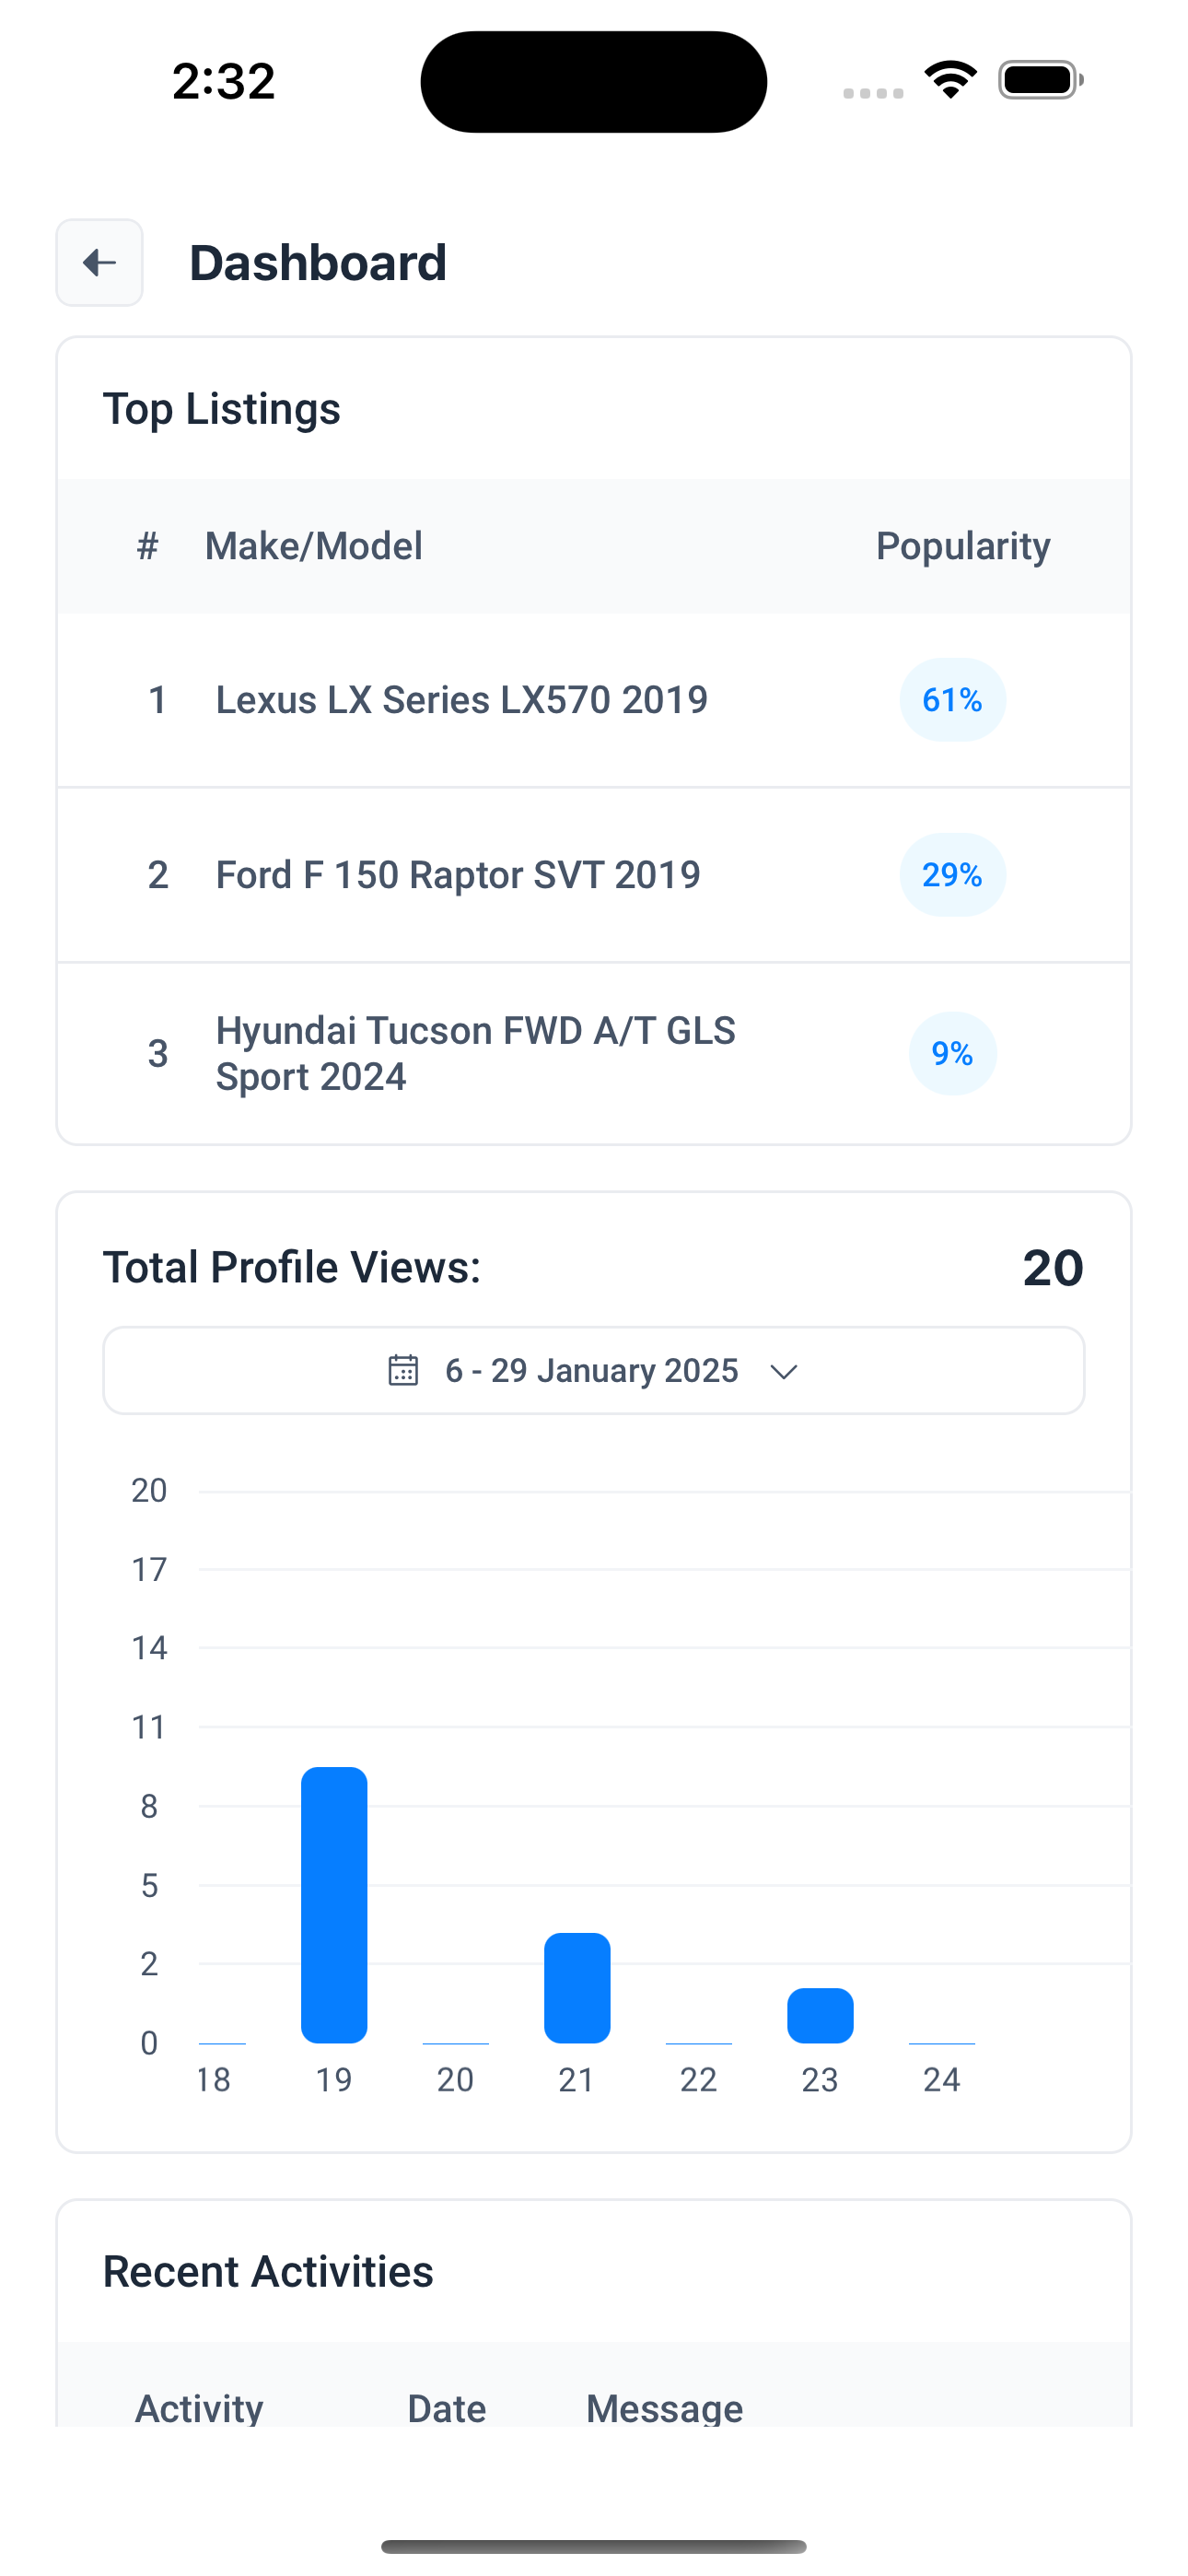 2:32
Dashboard
Top Listings
# Make/Model Popularity
1 Lexus LX Series LX570 2019 61%
2 Ford F 150 Raptor SVT 2019 29%
3 Hyundai Tucson FWD A/T GLS
Sport 2024 9%
Total Profile Views: 20
6 - 29 January 2025
20
17
14
11
8
5
2
0
18 19 20 21 22 23 24
Recent Activities
Activity Date Message